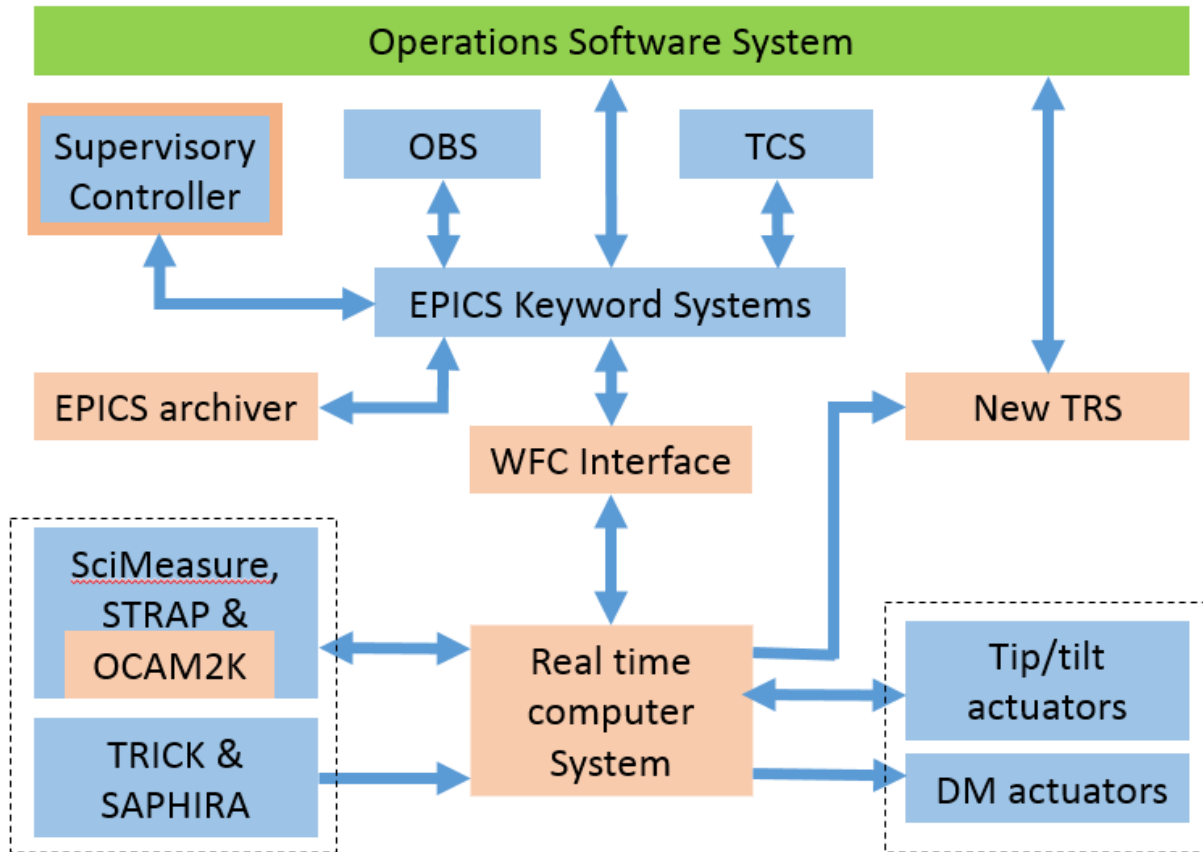 Operations Software System
Supervisory
Controller
OBS
TCS
EPICS Keyword Systems
EPICS archiver
New TRS
WFC Interface
SciMeasure,
STRAP &
OCAM2K
Real time
computer
System
Tip/tilt
actuators
TRICK &
SAPHIRA
DM actuators